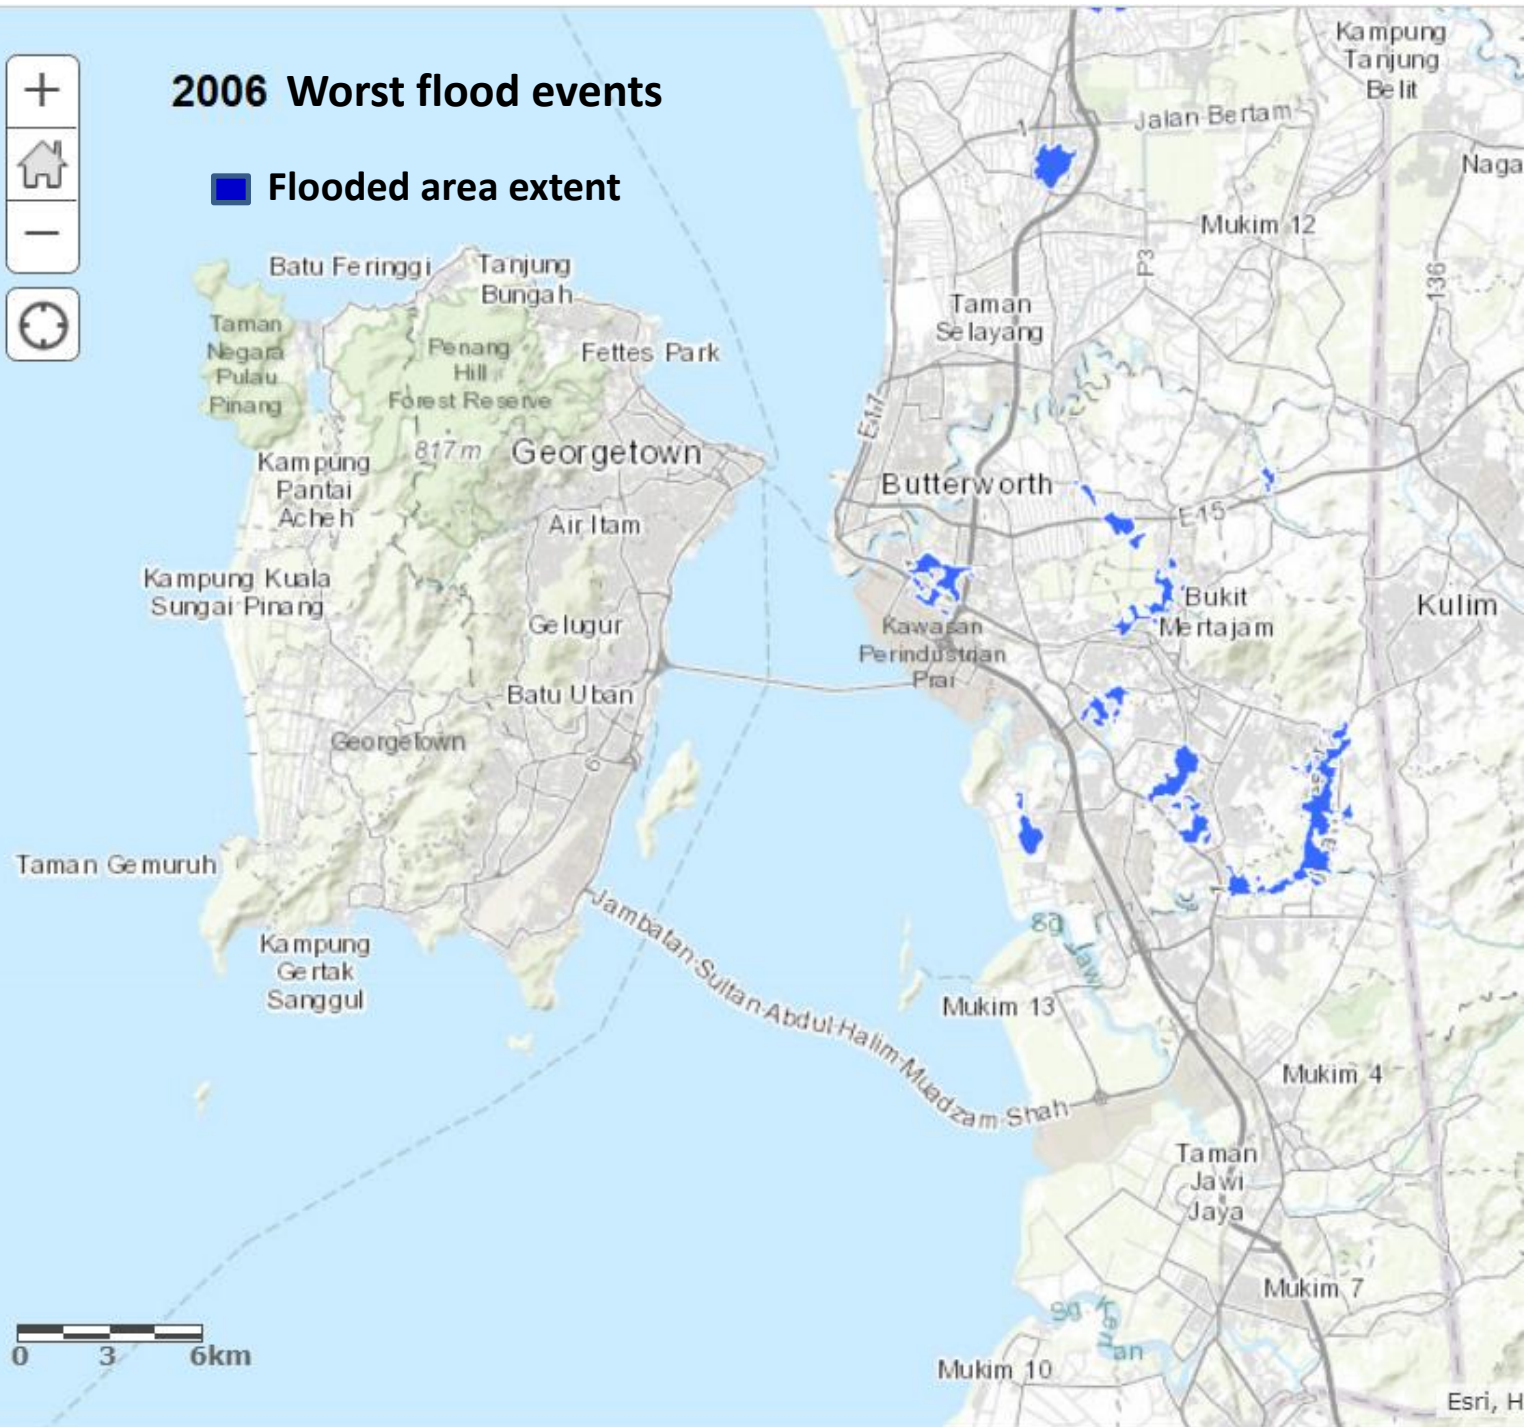 2006 Worst flood events
Flooded area extent
Kampung
Tanjung
Belit
Jalan Bertam
1
Naga
Mukim 12
P3
136
Batu Feringgi
Tanjung
Bungah
Taman
Selayang
Taman
Negara
Pulau
Pinang
Penang
Hill
Forest Reserve
817m
Fettes Park
E17
Georgetown
Butterworth
Kampung
Pantai
Acheh
Air Itam
E15
Kampung Kuala
Sungai Pinang
Bukit
Mertajam
Kulim
Gelugur
Kawasan
Perindustrian
Prai
Batu Uban
Georgetown
6
Taman Gemuruh
1
Jambatan-Sultan-Abdul-Halim-Muadzam-Shah
Sg Jawi
Kampung
Gertak
Sanggul
Mukim 13
Mukim 4
Taman
Jawi
Jaya
Mukim 7
Sg Kerian
Mukim 10
0 3 6km
Esri, H